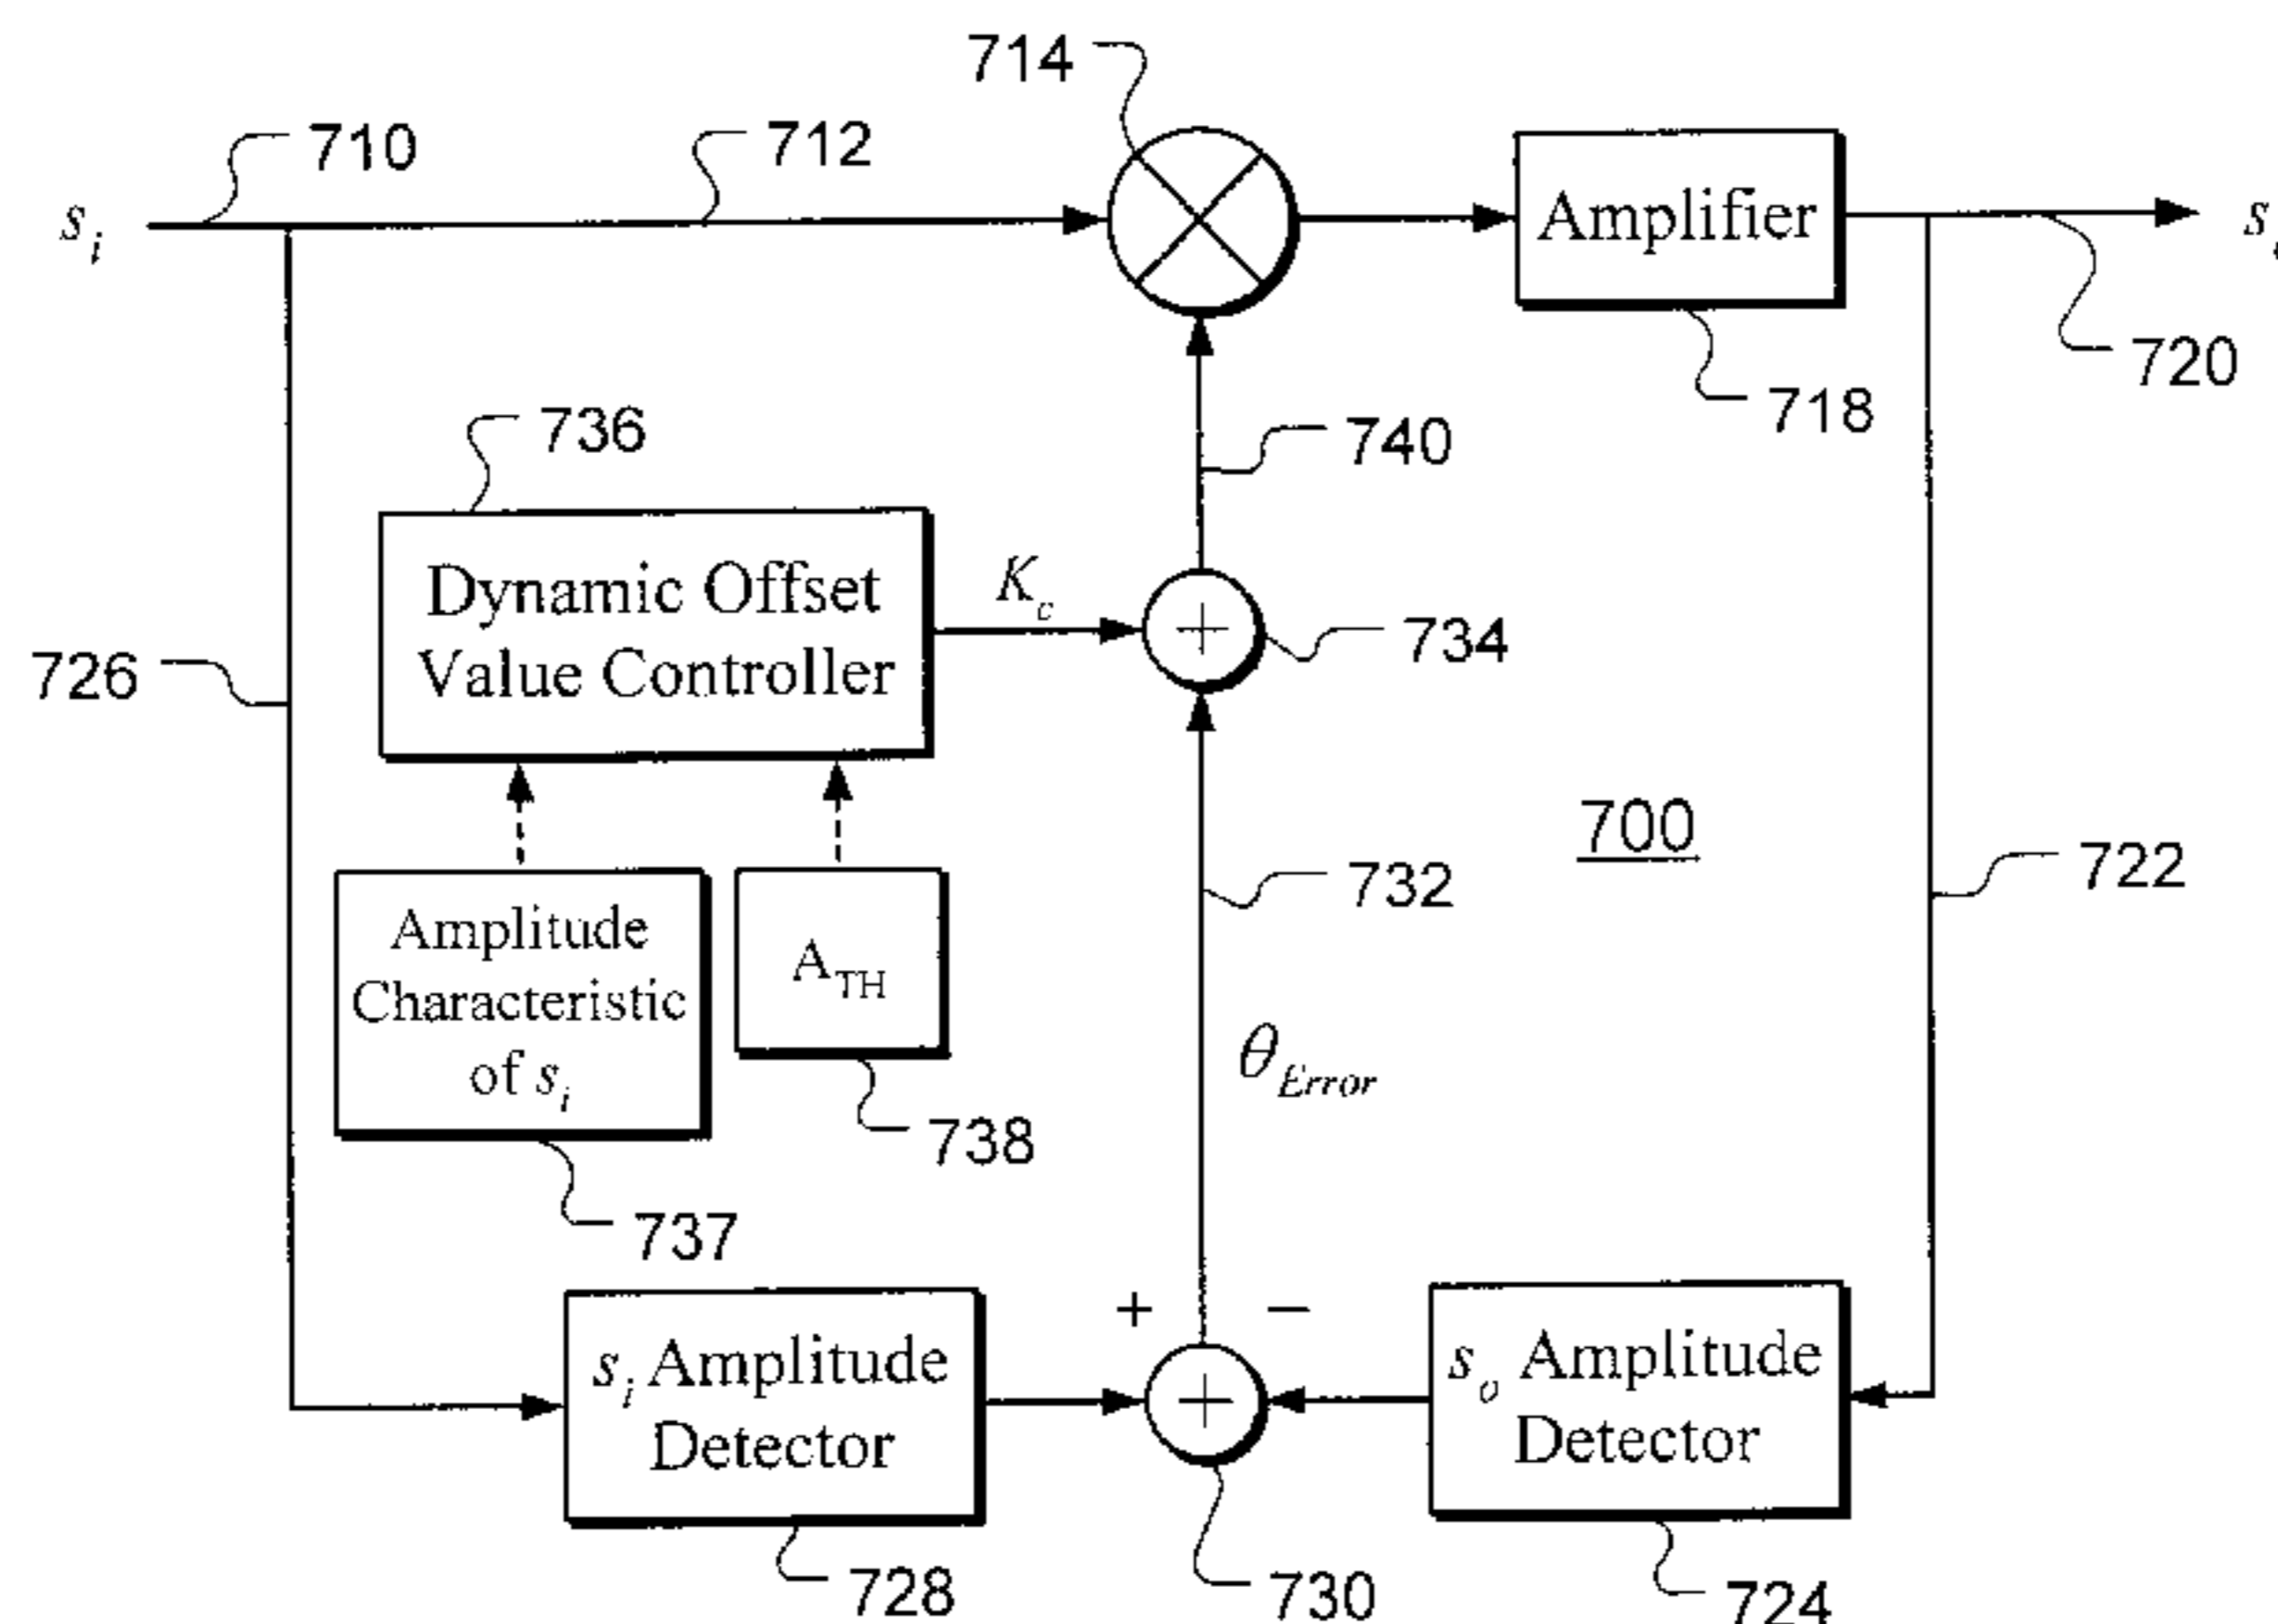 714
710
712
s_i
Amplifier
s
720
718
736
740
Dynamic Offset
Value Controller
K_c
734
726
700
722
732
Amplitude
Characteristic
of s_i
A_TH
θ_Error
738
737
+
−
s_i Amplitude
Detector
+
s_o Amplitude
Detector
+
728
730
724